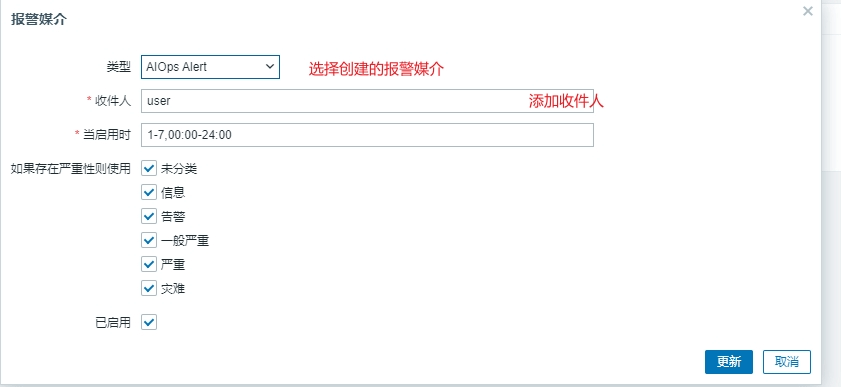 报警媒介
类型 AIOps Alert 选择创建的报警媒介
* 收件人 user 添加收件人
* 当启用时 1-7,00:00-24:00
如果存在严重性则使用 未分类
信息
告警
一般严重
严重
灾难
已启用
更新 取消